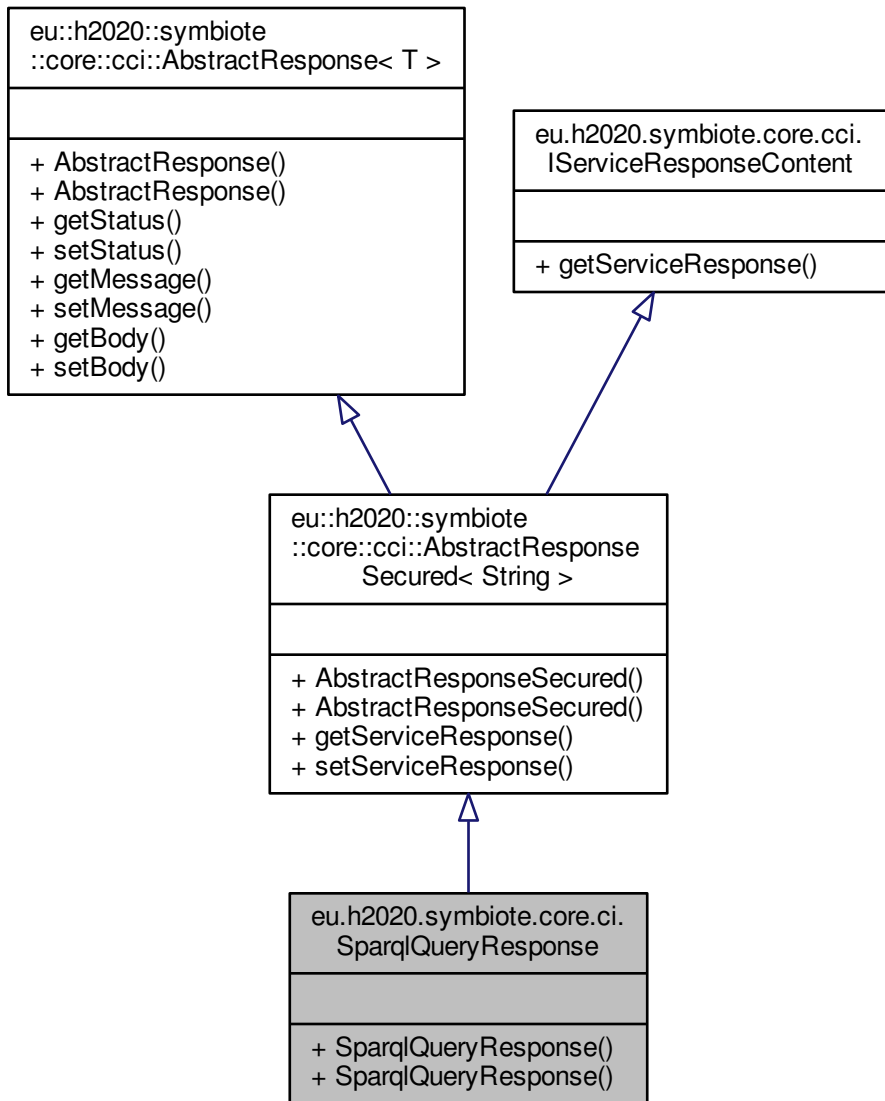 eu::h2020::symbiote
::core::cci::AbstractResponse< T >
+ AbstractResponse()
+ AbstractResponse()
+ getStatus()
+ setStatus()
+ getMessage()
+ setMessage()
+ getBody()
+ setBody()
eu.h2020.symbiote.core.cci.
IServiceResponseContent
+ getServiceResponse()
eu::h2020::symbiote
::core::cci::AbstractResponse
Secured< String >
+ AbstractResponseSecured()
+ AbstractResponseSecured()
+ getServiceResponse()
+ setServiceResponse()
eu.h2020.symbiote.core.ci.
SparqlQueryResponse
+ SparqlQueryResponse()
+ SparqlQueryResponse()